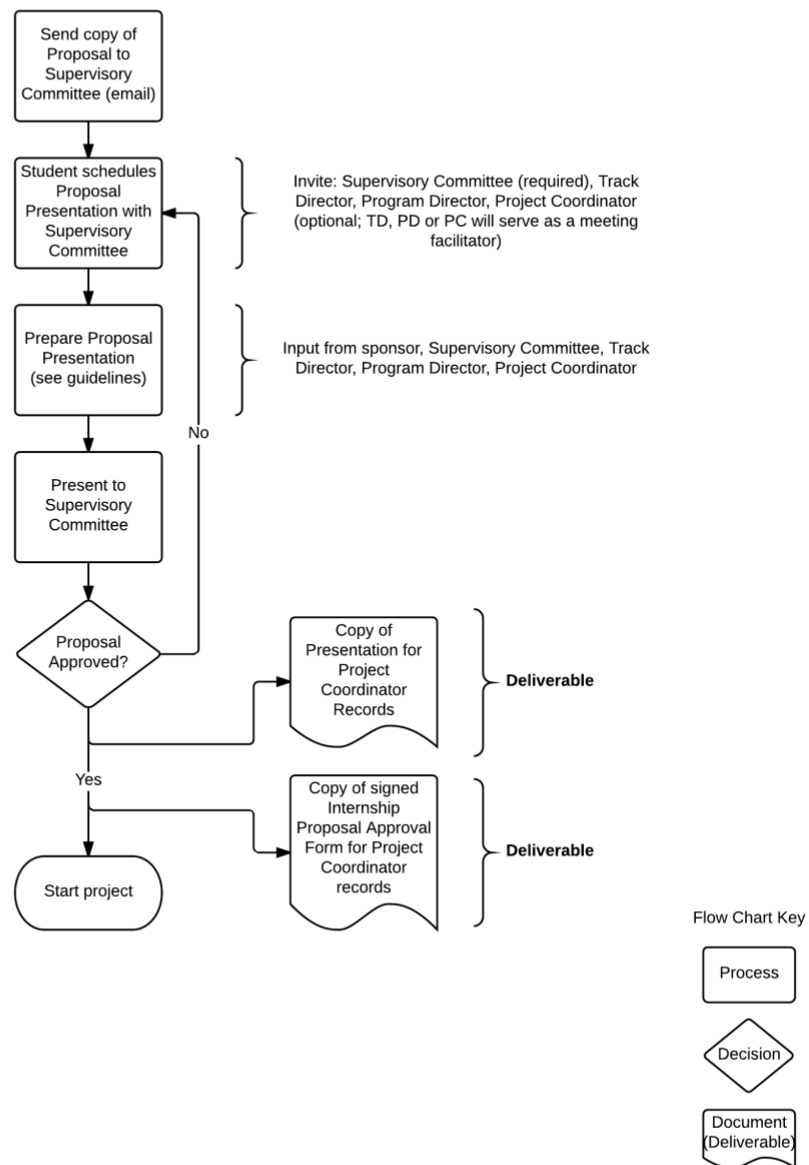 Send copy of
Proposal to
Supervisory
Committee (email)
Student schedules
Proposal
Presentation with
Supervisory
Committee
Invite: Supervisory Committee (required), Track
Director, Program Director, Project Coordinator
(optional; TD, PD or PC will serve as a meeting
facilitator)
Prepare Proposal
Presentation
(see guidelines)
Input from sponsor, Supervisory Committee, Track
Director, Program Director, Project Coordinator
No
Present to
Supervisory
Committee
Proposal
Approved?
Copy of
Presentation for
Project
Coordinator
Records
Deliverable
Yes
Copy of signed
Internship
Proposal Approval
Form for Project
Coordinator
records
Deliverable
Start project
Flow Chart Key
Process
Decision
Document
(Deliverable)